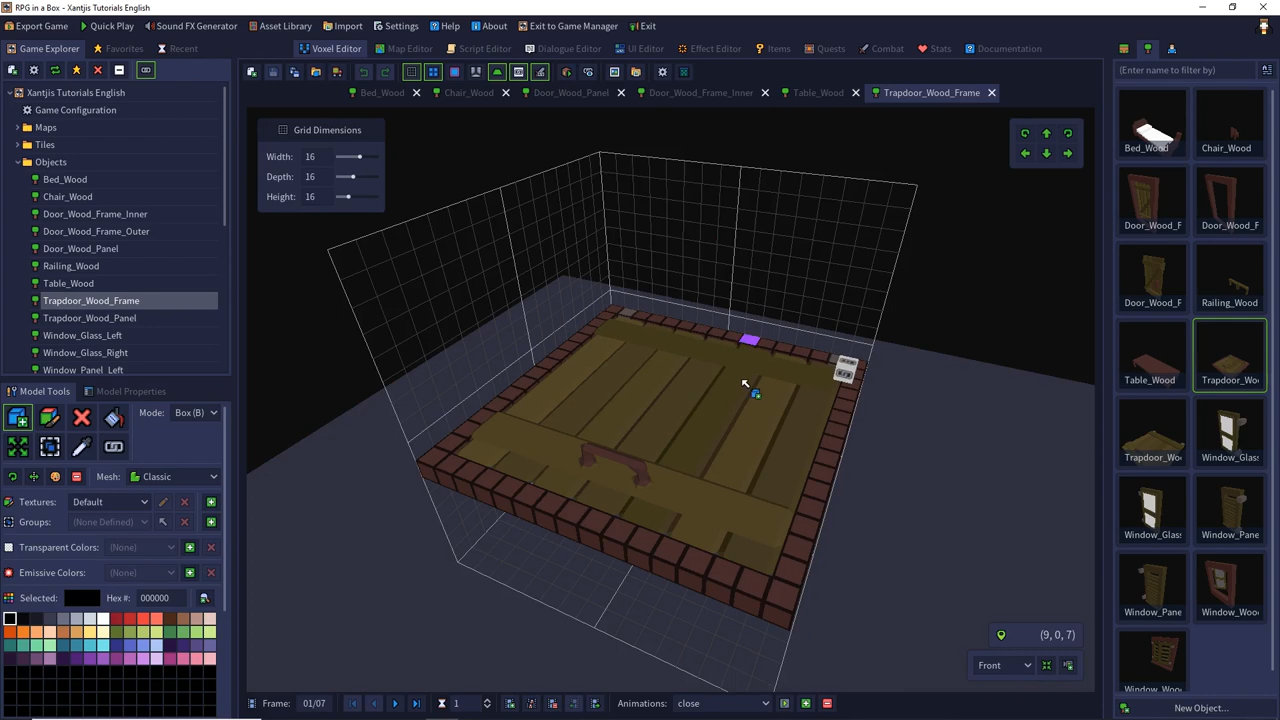 RPG in a Box (C) - Xantjis Tutorials English
Export Game Quick Play Sound FX Generator Asset Library Import Settings Help About Exit to Game Manager Exit
Game Explorer Favorites Recent
Voxel Editor Map Editor Script Editor Dialogue Editor UI Editor Effect Editor Items Quests Combat Stats Documentation
(Enter name to filter by)
Bed_Wood Chair_Wood Door_Wood_Panel Door_Wood_Frame_Inner Table_Wood Trapdoor_Wood_Frame
Xantjis Tutorials English
Game Configuration
Maps
Tiles
Objects
Bed_Wood
Chair_Wood
Door_Wood_Frame_Inner
Door_Wood_Frame_Outer
Door_Wood_Panel
Railing_Wood
Table_Wood
Trapdoor_Wood_Frame
Trapdoor_Wood_Panel
Window_Glass_Left
Window_Glass_Right
Window_Panel_Left
Grid Dimensions
Width: 16
Depth: 16
Height: 16
Bed_Wood Chair_Wood
Door_Wood_F Door_Wood_F
Door_Wood_F Railing_Wood
Table_Wood Trapdoor_Wo
Trapdoor_Wo Window_Glas
Window_Glas Window_Pane
Window_Pane Window_Woo
Window_Woo
New Object...
Model Tools Model Properties
Mode: Box (B)
Mesh: Classic
Textures: Default
Groups: (None Defined)
Transparent Colors: (None)
Emissive Colors: (None)
Selected: Hex #: 000000
(9, 0, 7)
Front
Frame: 01/07 1 Animations: close